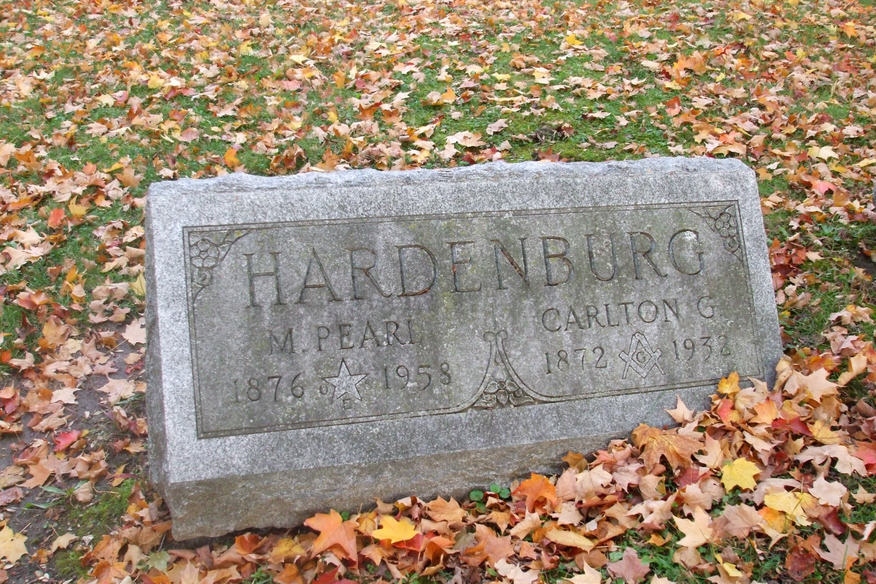 HARDENBURG
M. PEARL CARLTON G
1876 1958 1872 G 1932